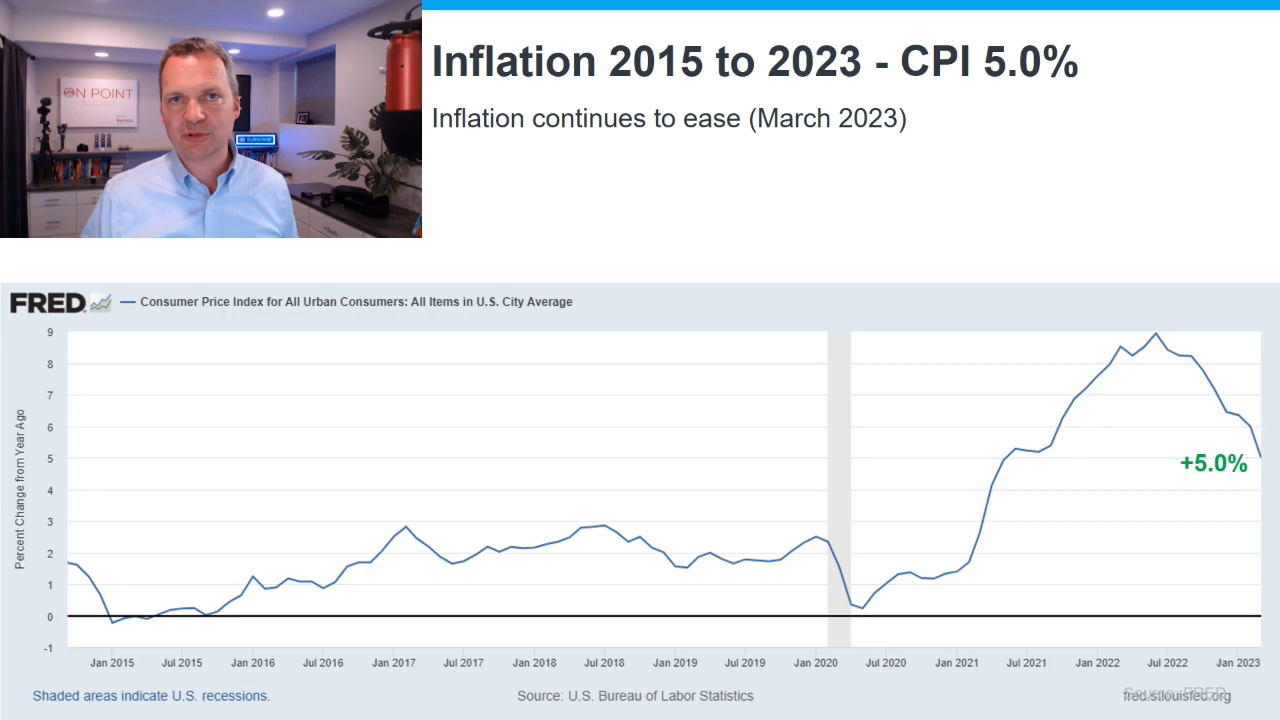 ON POINT
SUBSCRIBE
Inflation 2015 to 2023 - CPI 5.0%
Inflation continues to ease (March 2023)
FRED
Consumer Price Index for All Urban Consumers: All Items in U.S. City Average
Percent Change from Year Ago
9
8
7
6
5
4
3
2
1
0
-1
+5.0%
Jan 2015 Jul 2015 Jan 2016 Jul 2016 Jan 2017 Jul 2017 Jan 2018 Jul 2018 Jan 2019 Jul 2019 Jan 2020 Jul 2020 Jan 2021 Jul 2021 Jan 2022 Jul 2022 Jan 2023
Shaded areas indicate U.S. recessions.
Source: U.S. Bureau of Labor Statistics
Source: FRED
fred.stlouisfed.org